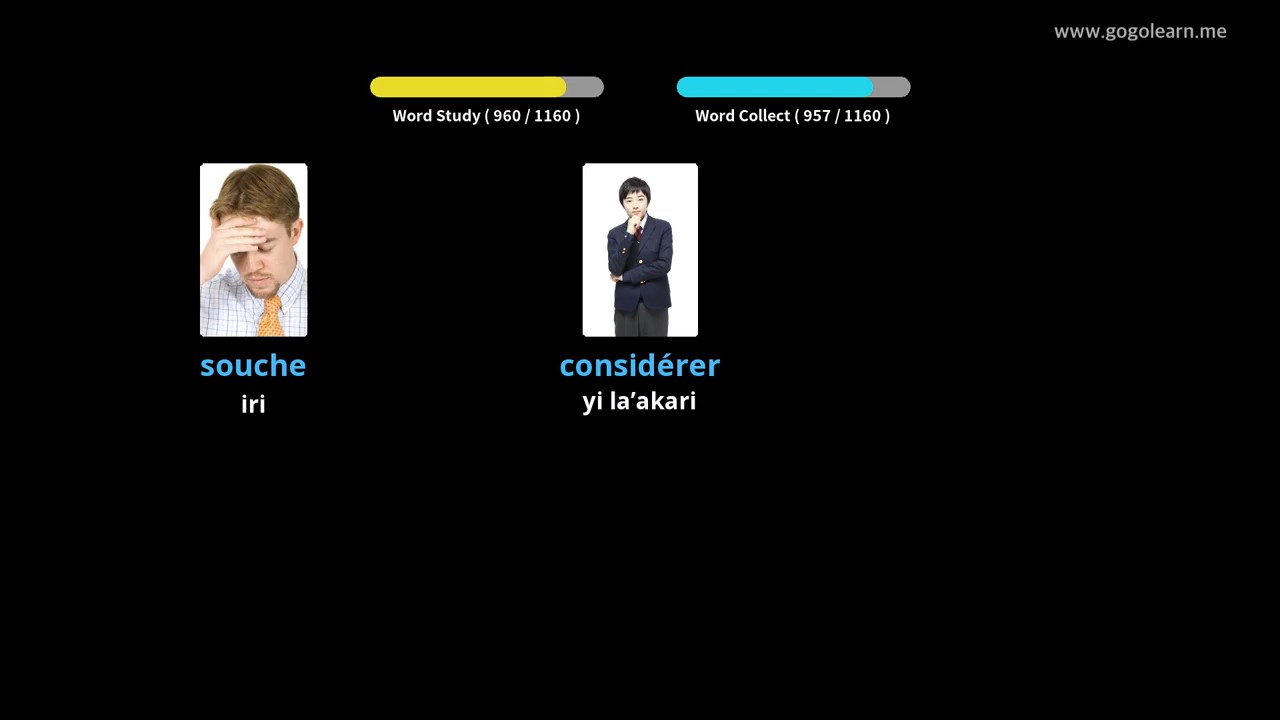 www.gogolearn.me
Word Study ( 960 / 1160 )
Word Collect ( 957 / 1160 )
souche
iri
considérer
yi la’akari